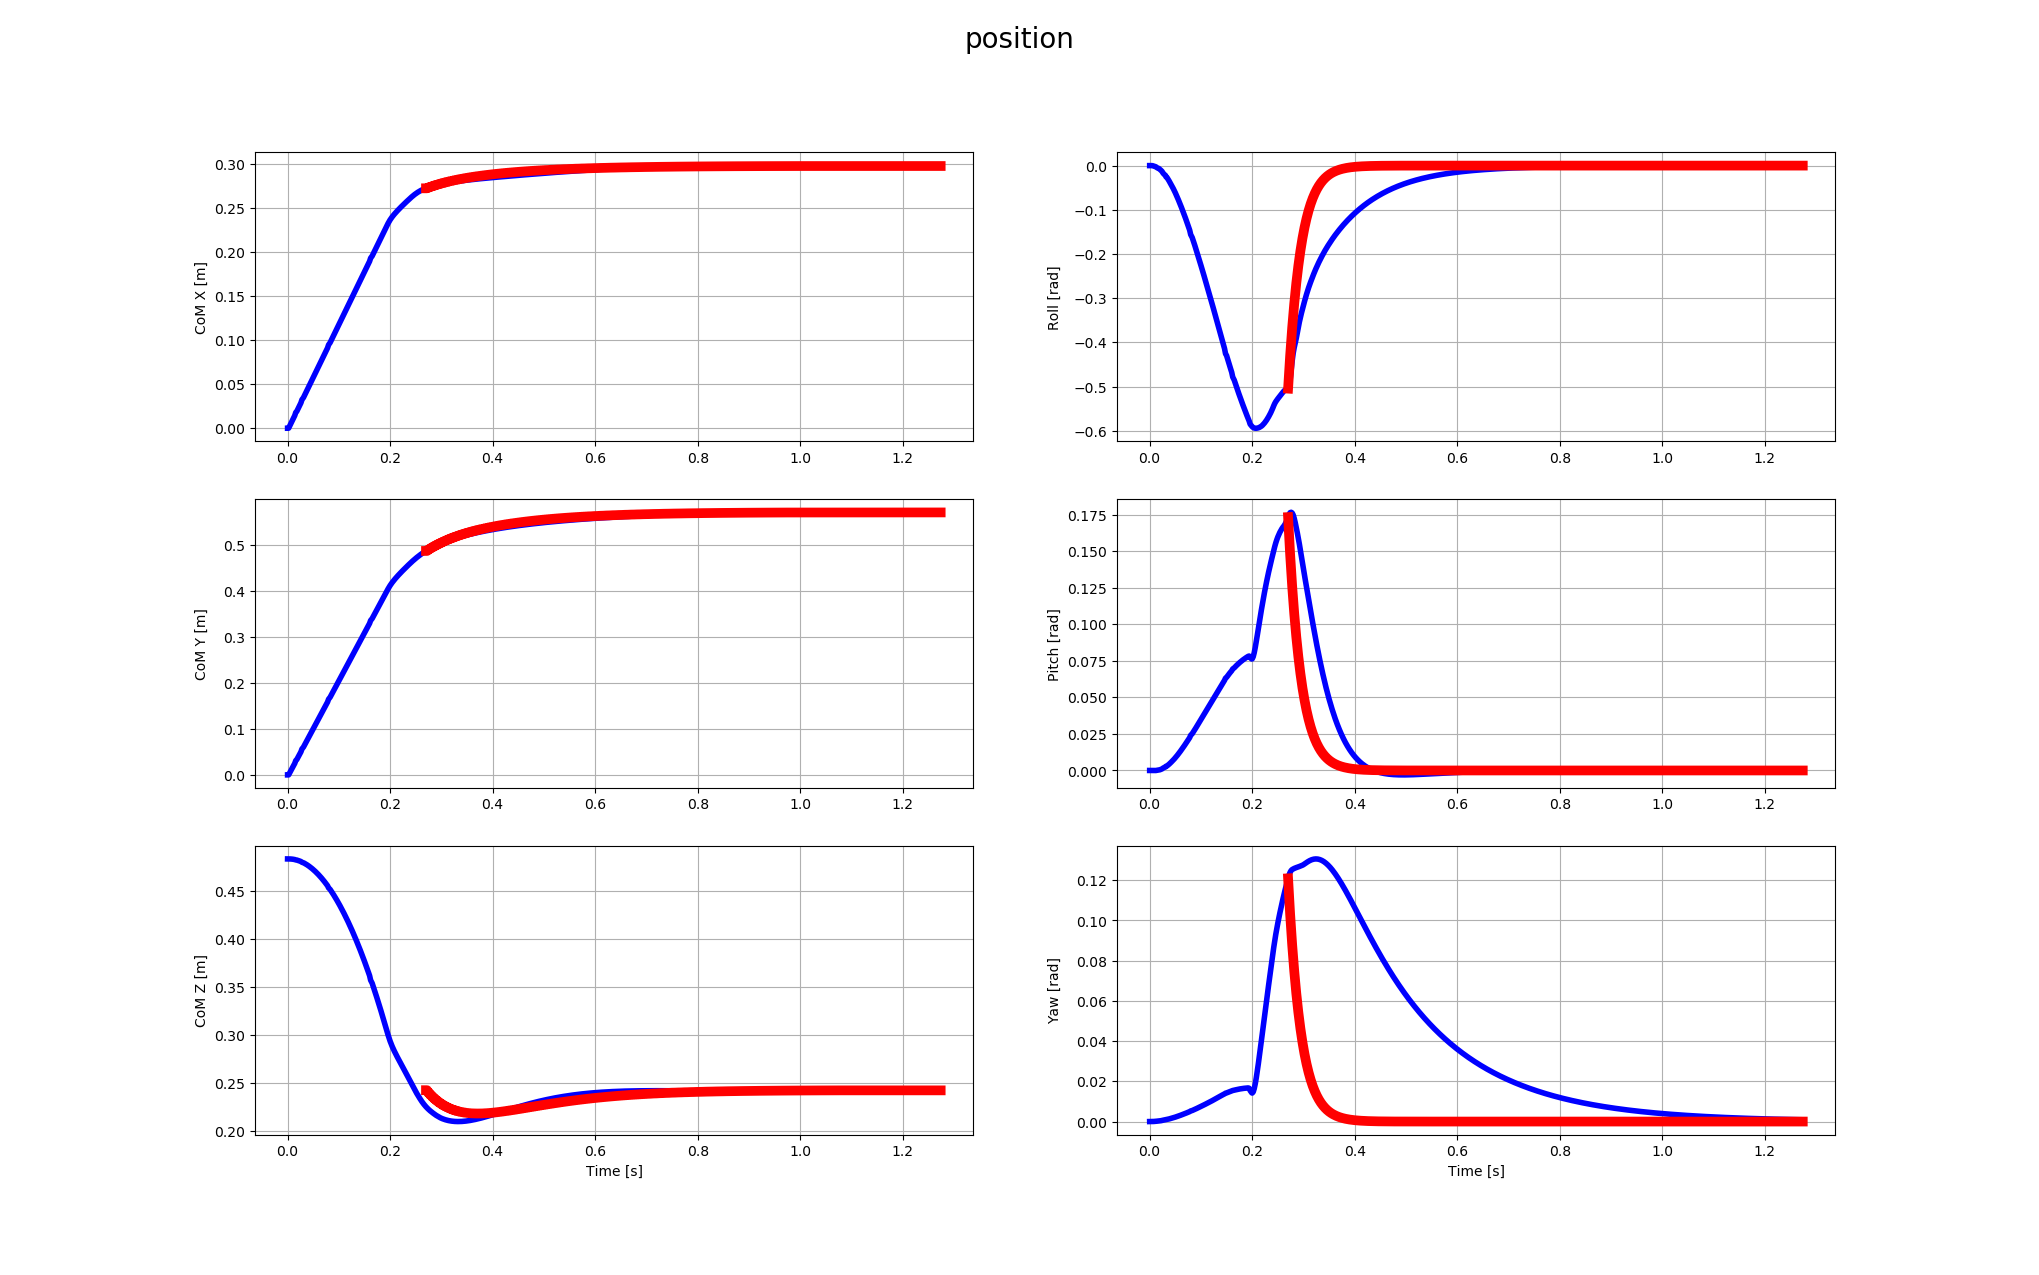 position
CoM X [m]
0.30
0.25
0.20
0.15
0.10
0.05
0.00
0.0 0.2 0.4 0.6 0.8 1.0 1.2
Roll [rad]
0.0
−0.1
−0.2
−0.3
−0.4
−0.5
−0.6
0.0 0.2 0.4 0.6 0.8 1.0 1.2
CoM Y [m]
0.5
0.4
0.3
0.2
0.1
0.0
0.0 0.2 0.4 0.6 0.8 1.0 1.2
Pitch [rad]
0.175
0.150
0.125
0.100
0.075
0.050
0.025
0.000
0.0 0.2 0.4 0.6 0.8 1.0 1.2
CoM Z [m]
0.45
0.40
0.35
0.30
0.25
0.20
0.0 0.2 0.4 0.6 0.8 1.0 1.2
Time [s]
Yaw [rad]
0.12
0.10
0.08
0.06
0.04
0.02
0.00
0.0 0.2 0.4 0.6 0.8 1.0 1.2
Time [s]